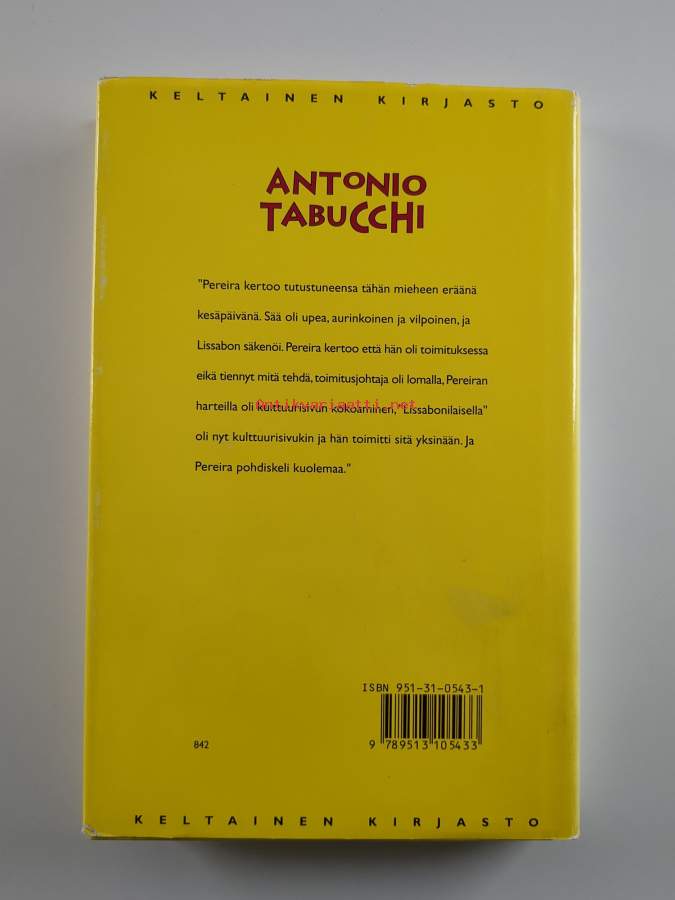 KELTAINEN KIRJASTO
ANTONIO
TABUCCHI
"Pereira kertoo tutustuneensa tähän mieheen eräänä
kesäpäivänä. Sää oli upea, aurinkoinen ja vilpoinen, ja
Lissabon säkenöi. Pereira kertoo että hän oli toimituksessa
eikä tiennyt mitä tehdä, toimitusjohtaja oli lomalla, Pereiran
harteilla oli kulttuurisivun kokoaminen, "Lissabonilaisella"
Antikvariaatti.net
oli nyt kulttuurisivukin ja hän toimitti sitä yksinään. Ja
Pereira pohdiskeli kuolemaa."
ISBN 951-31-0543-1
9 789513 105433
842
KELTAINEN KIRJASTO